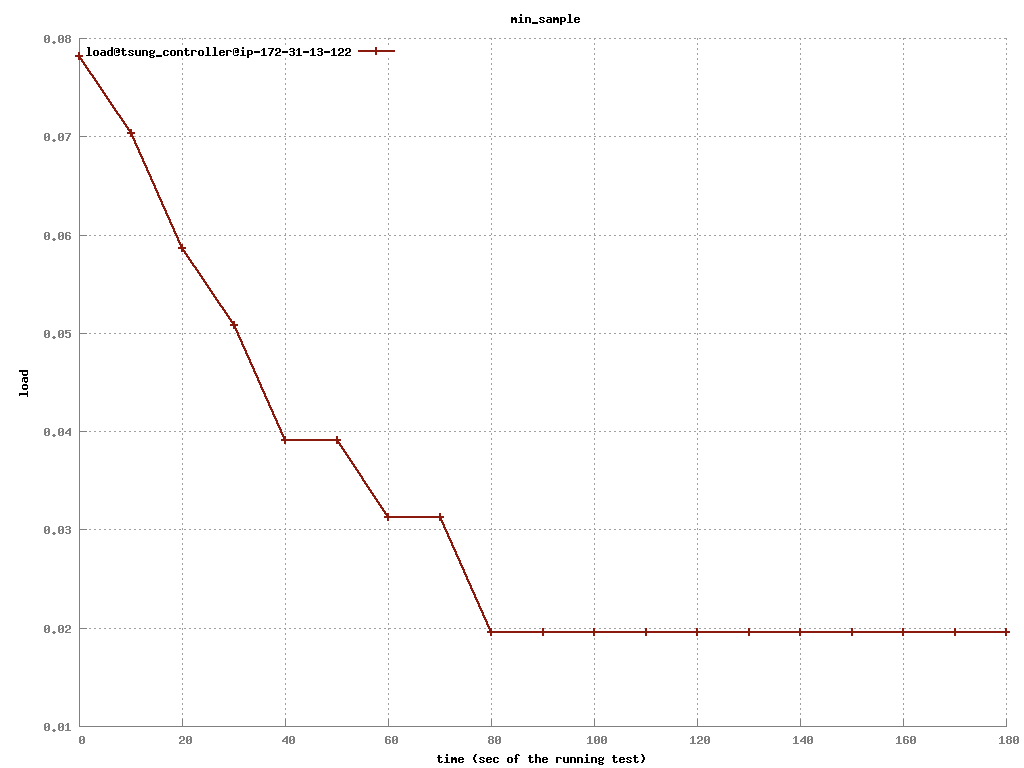 min_sample
load@tsung_controller@ip-172-31-13-122
0.08
0.07
0.06
0.05
0.04
0.03
0.02
0.01
load
0 20 40 60 80 100 120 140 160 180
time (sec of the running test)